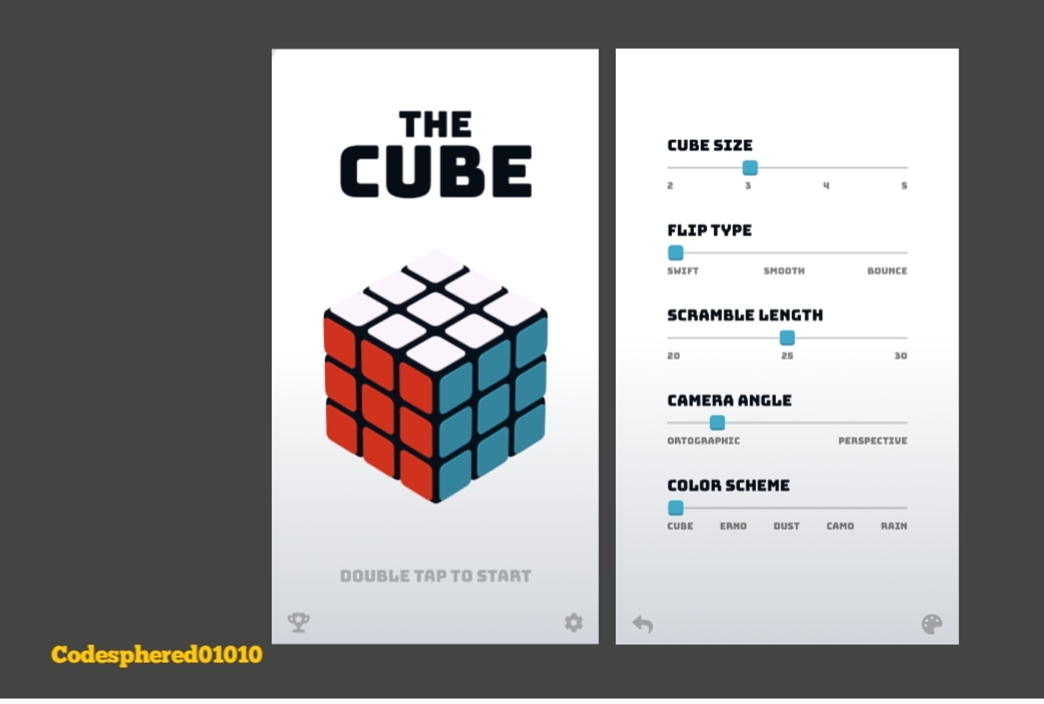 THE
CUBE
DOUBLE TAP TO START
CUBE SIZE
2 3 4 5
FLIP TYPE
SWIFT SMOOTH BOUNCE
SCRAMBLE LENGTH
20 25 30
CAMERA ANGLE
ORTOGRAPHIC PERSPECTIVE
COLOR SCHEME
CUBE ERNO DUST CAMO RAIN
Codesphered01010